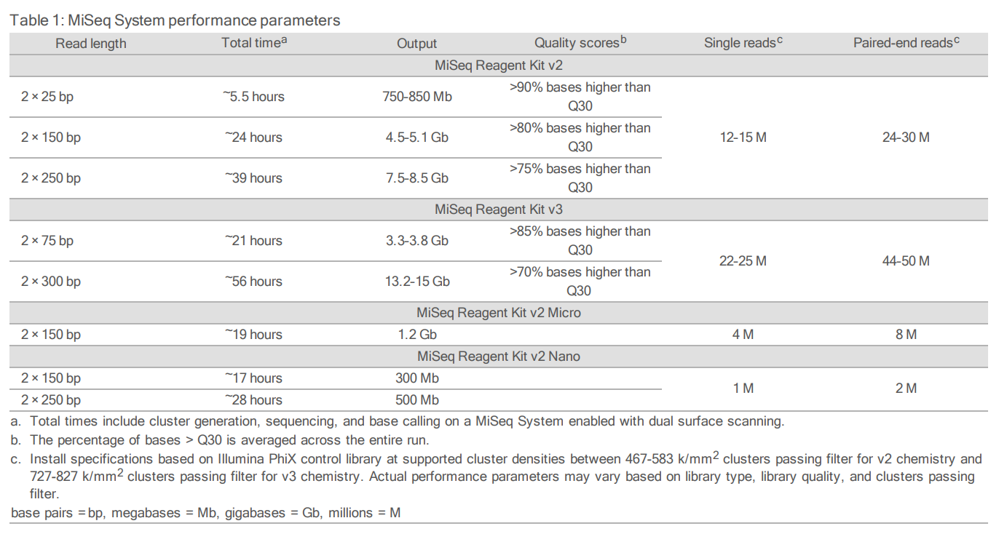 Table 1: MiSeq System performance parameters
Read length Total timeᵃ Output Quality scoresᵇ Single readsᶜ Paired-end readsᶜ
MiSeq Reagent Kit v2
2 × 25 bp ~5.5 hours 750-850 Mb >90% bases higher than Q30
2 × 150 bp ~24 hours 4.5-5.1 Gb >80% bases higher than Q30 12-15 M 24-30 M
2 × 250 bp ~39 hours 7.5-8.5 Gb >75% bases higher than Q30
MiSeq Reagent Kit v3
2 × 75 bp ~21 hours 3.3-3.8 Gb >85% bases higher than Q30 22-25 M 44-50 M
2 × 300 bp ~56 hours 13.2-15 Gb >70% bases higher than Q30
MiSeq Reagent Kit v2 Micro
2 × 150 bp ~19 hours 1.2 Gb 4 M 8 M
MiSeq Reagent Kit v2 Nano
2 × 150 bp ~17 hours 300 Mb 1 M 2 M
2 × 250 bp ~28 hours 500 Mb
a. Total times include cluster generation, sequencing, and base calling on a MiSeq System enabled with dual surface scanning.
b. The percentage of bases > Q30 is averaged across the entire run.
c. Install specifications based on Illumina PhiX control library at supported cluster densities between 467-583 k/mm² clusters passing filter for v2 chemistry and
727-827 k/mm² clusters passing filter for v3 chemistry. Actual performance parameters may vary based on library type, library quality, and clusters passing
filter.
base pairs = bp, megabases = Mb, gigabases = Gb, millions = M